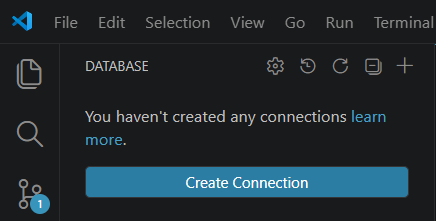 File Edit Selection View Go Run Terminal
DATABASE
You haven't created any connections learn
more.
Create Connection
1